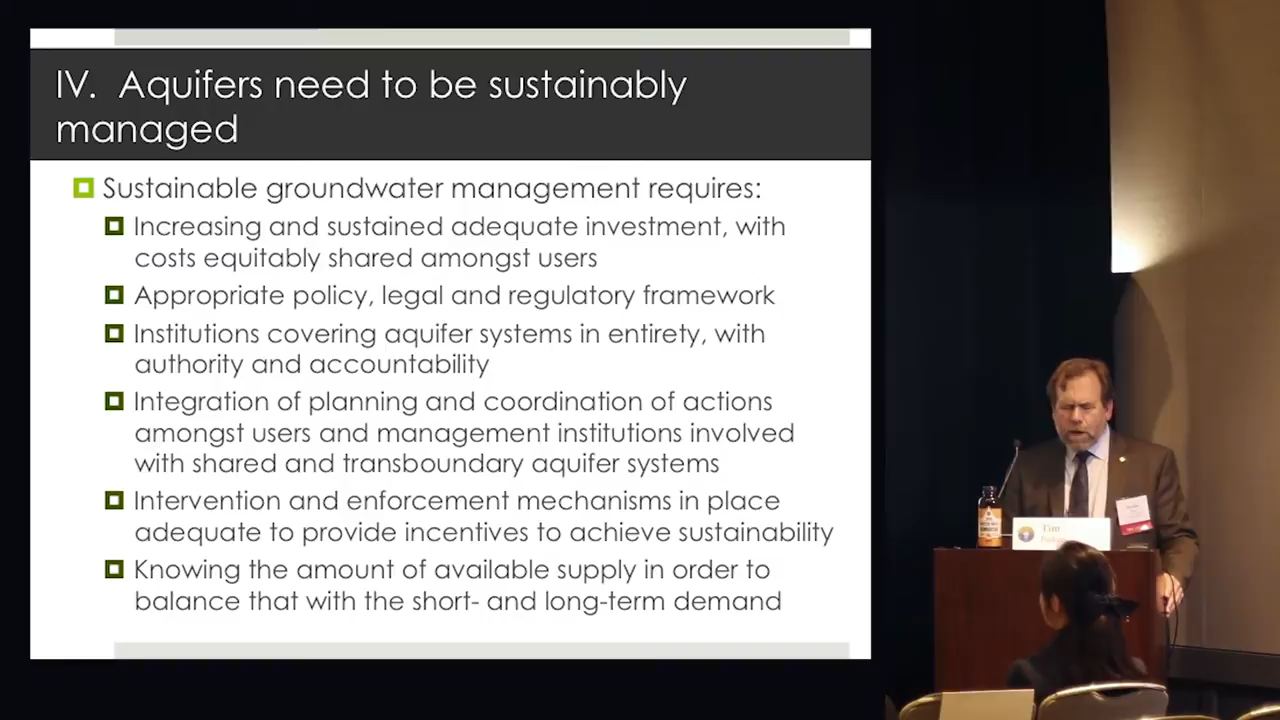 IV. Aquifers need to be sustainably
managed
Sustainable groundwater management requires:
Increasing and sustained adequate investment, with
costs equitably shared amongst users
Appropriate policy, legal and regulatory framework
Institutions covering aquifer systems in entirety, with
authority and accountability
Integration of planning and coordination of actions
amongst users and management institutions involved
with shared and transboundary aquifer systems
Intervention and enforcement mechanisms in place
adequate to provide incentives to achieve sustainability
Knowing the amount of available supply in order to
balance that with the short- and long-term demand
Tim